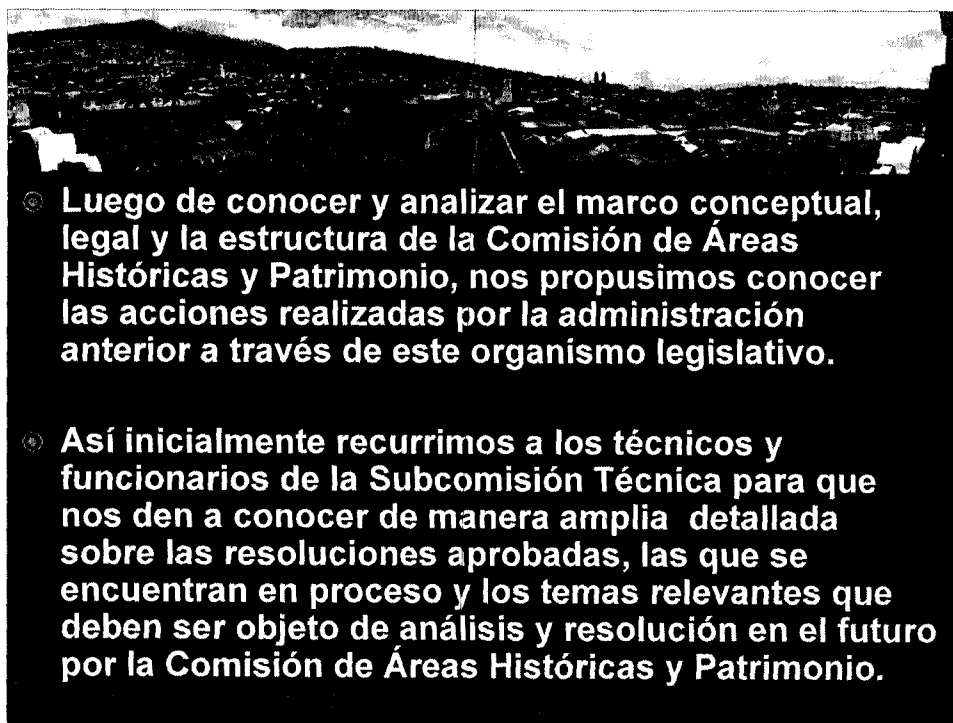 Luego de conocer y analizar el marco conceptual,
legal y la estructura de la Comisión de Áreas
Históricas y Patrimonio, nos propusimos conocer
las acciones realizadas por la administración
anterior a través de este organismo legislativo.
Así inicialmente recurrimos a los técnicos y
funcionarios de la Subcomisión Técnica para que
nos den a conocer de manera amplia  detallada
sobre las resoluciones aprobadas, las que se
encuentran en proceso y los temas relevantes que
deben ser objeto de análisis y resolución en el futuro
por la Comisión de Áreas Históricas y Patrimonio.